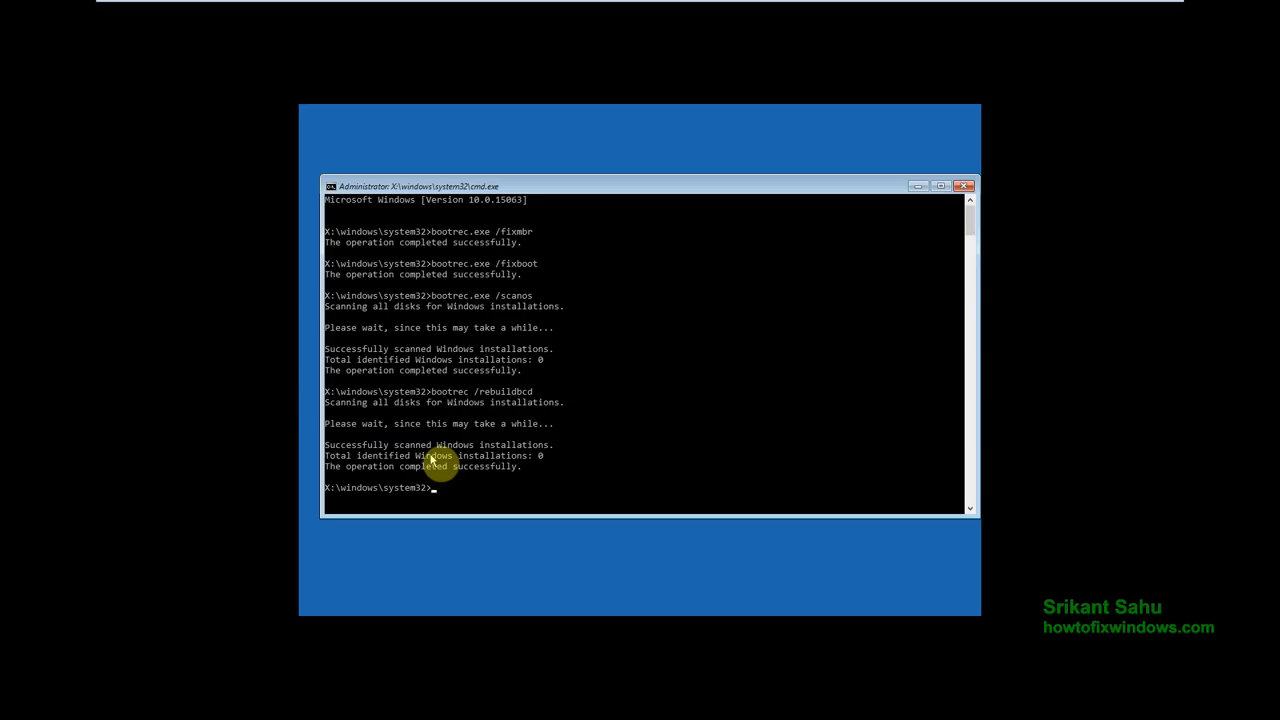 Administrator: X:\windows\system32\cmd.exe
Microsoft Windows [Version 10.0.15063]
X:\windows\system32>bootrec.exe /fixmbr
The operation completed successfully.
X:\windows\system32>bootrec.exe /fixboot
The operation completed successfully.
X:\windows\system32>bootrec.exe /scanos
Scanning all disks for Windows installations.
Please wait, since this may take a while...
Successfully scanned Windows installations.
Total identified Windows installations: 0
The operation completed successfully.
X:\windows\system32>bootrec /rebuildbcd
Scanning all disks for Windows installations.
Please wait, since this may take a while...
Successfully scanned Windows installations.
Total identified Windows installations: 0
The operation completed successfully.
X:\windows\system32>
Srikant Sahu
howtofixwindows.com